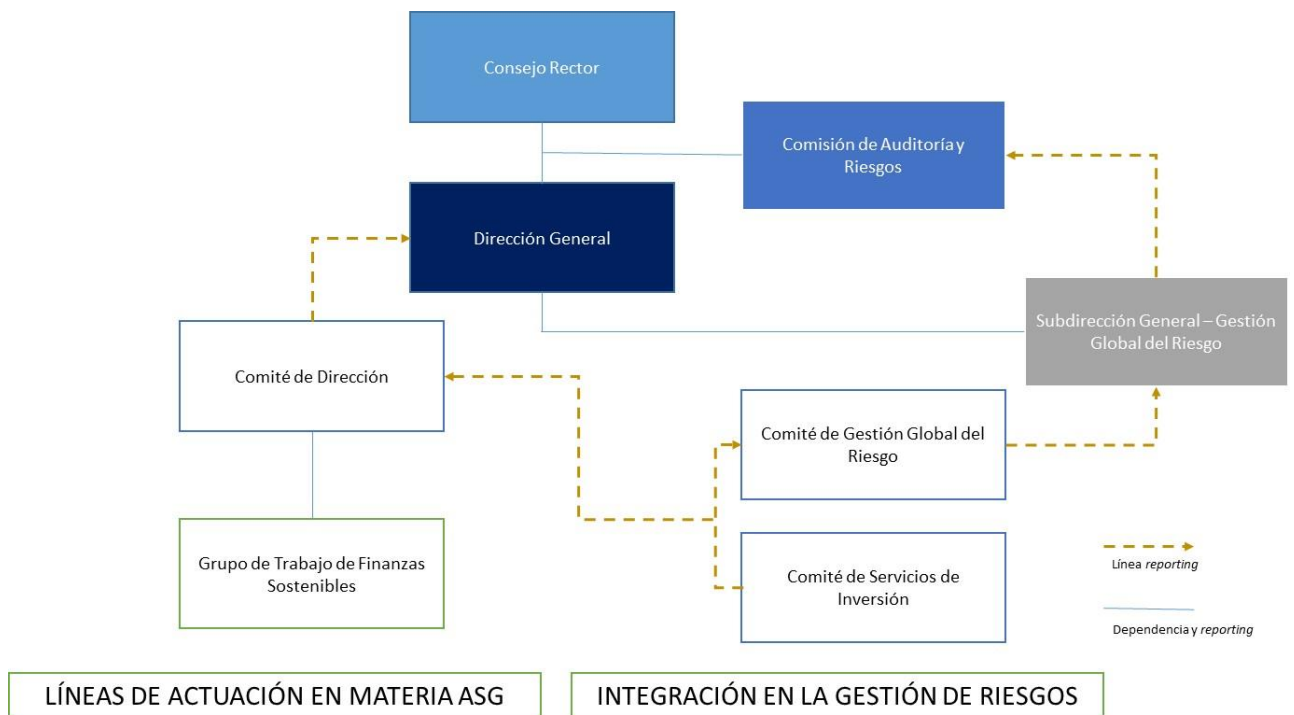 Consejo Rector
Comisión de Auditoría y
Riesgos
Dirección General
Subdirección General – Gestión
Global del Riesgo
Comité de Dirección
Comité de Gestión Global del
Riesgo
Grupo de Trabajo de Finanzas
Sostenibles
Comité de Servicios de
Inversión
Línea reporting
Dependencia y reporting
LÍNEAS DE ACTUACIÓN EN MATERIA ASG
INTEGRACIÓN EN LA GESTIÓN DE RIESGOS